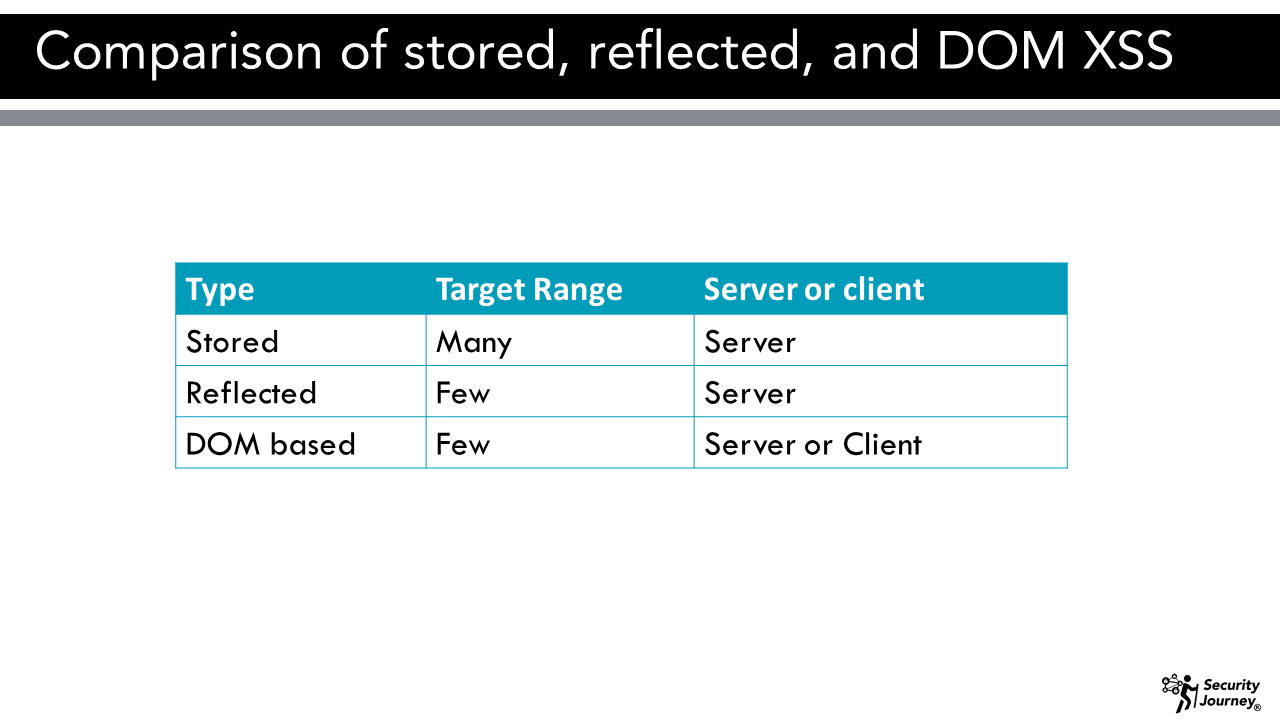 Comparison of stored, reflected, and DOM XSS
Type Target Range Server or client
Stored Many Server
Reflected Few Server
DOM based Few Server or Client
Security
Journey®